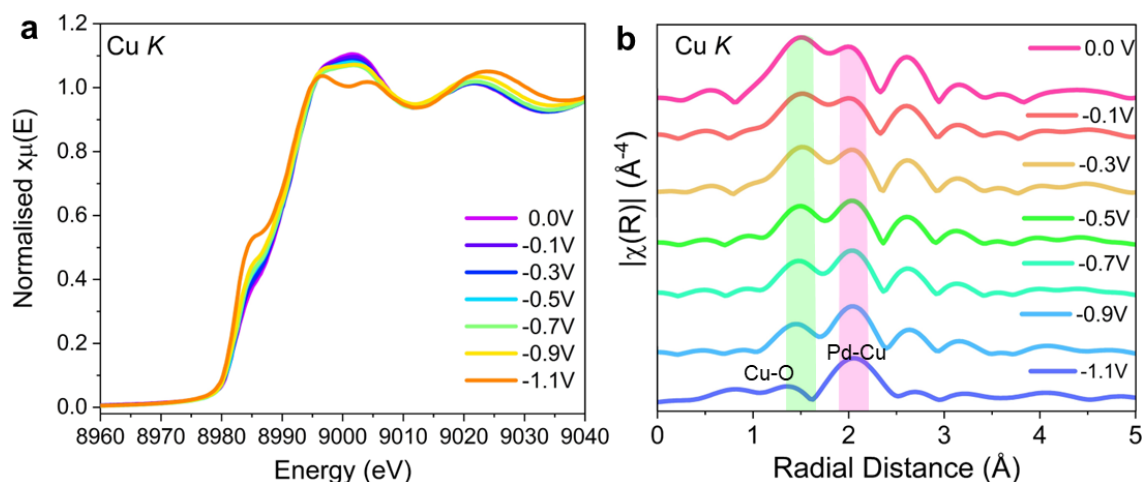 a
Cu K
Normalised xμ(E)
1.2
1.0
0.8
0.6
0.4
0.2
0.0
0.0V
-0.1V
-0.3V
-0.5V
-0.7V
-0.9V
-1.1V
8960 8970 8980 8990 9000 9010 9020 9030 9040
Energy (eV)
b
Cu K
|χ(R)| (Å⁻⁴)
0.0 V
-0.1V
-0.3V
-0.5V
-0.7V
-0.9V
-1.1V
Pd-Cu
Cu-O
0 1 2 3 4 5
Radial Distance (Å)